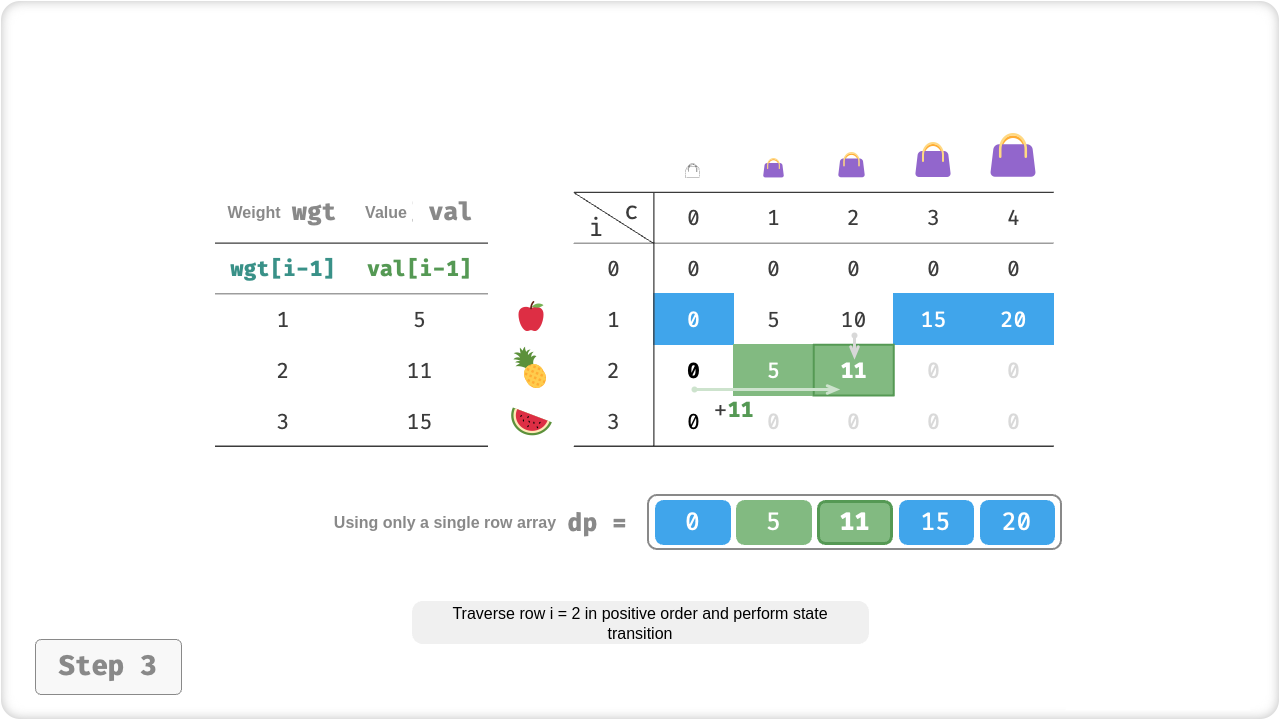 Weight wgt Value val
wgt[i-1] val[i-1]
1 5
2 11
3 15
c
i
0 1 2 3 4
0 0 0 0 0 0
1 0 5 10 15 20
2 0 5 11 0 0
+11
3 0 0 0 0 0
Using only a single row array dp = 0 5 11 15 20
Traverse row i = 2 in positive order and perform state
transition
Step 3